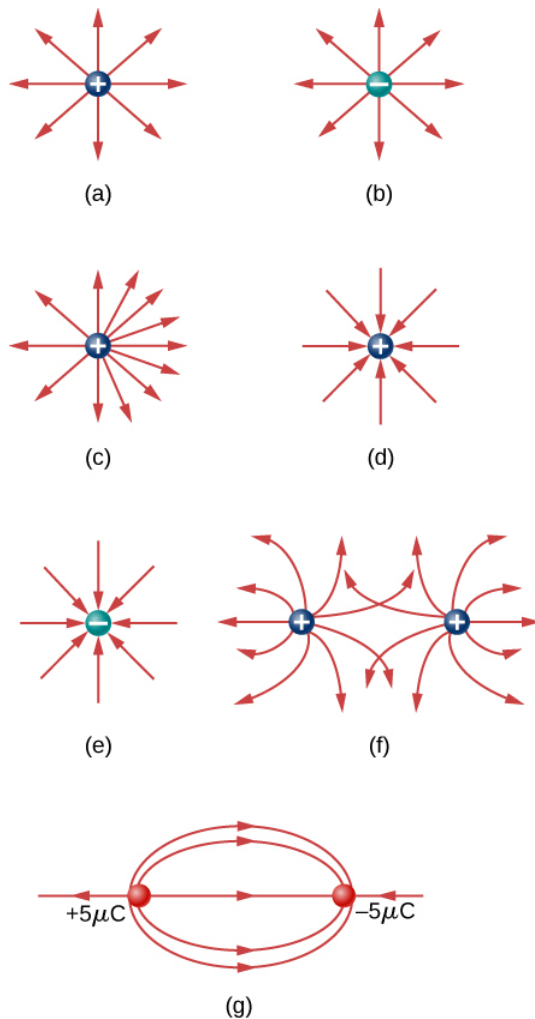 + −
(a) (b)
+ +
(c) (d)
− + +
(e) (f)
+5μC –5μC
(g)